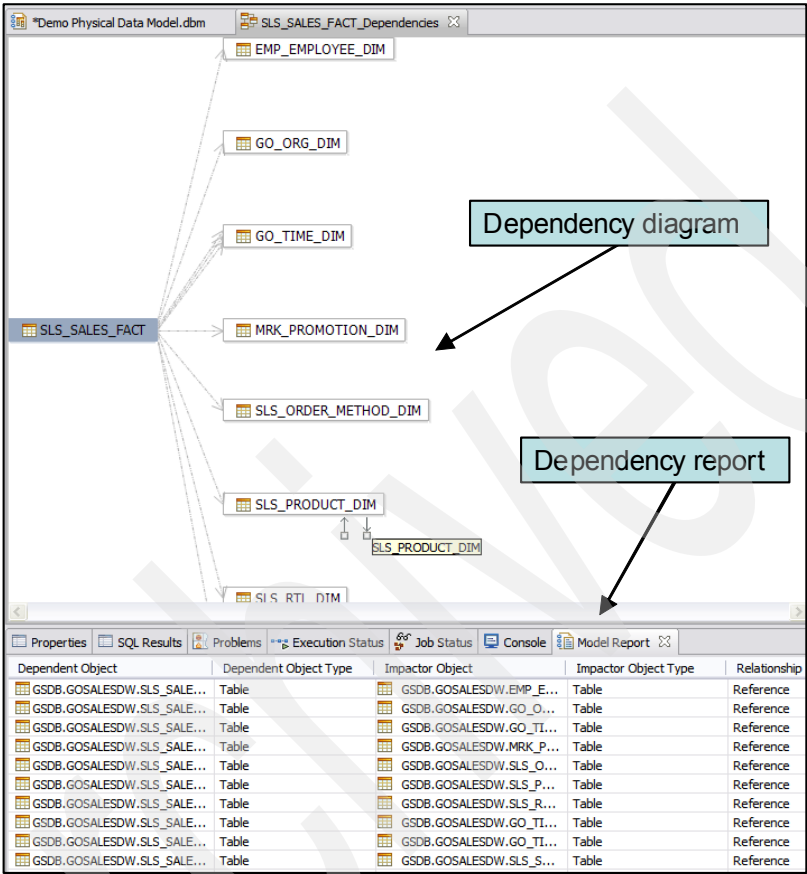 *Demo Physical Data Model.dbm SLS_SALES_FACT_Dependencies
EMP_EMPLOYEE_DIM
GO_ORG_DIM
Dependency diagram
GO_TIME_DIM
SLS_SALES_FACT
MRK_PROMOTION_DIM
SLS_ORDER_METHOD_DIM
Dependency report
SLS_PRODUCT_DIM
SLS_PRODUCT_DIM
SLS_RTL_DIM
Properties SQL Results Problems Execution Status Job Status Console Model Report
Dependent Object Dependent Object Type Impactor Object Impactor Object Type Relationship
GSDB.GOSALESDW.SLS_SALE... Table GSDB.GOSALESDW.EMP_E... Table Reference
GSDB.GOSALESDW.SLS_SALE... Table GSDB.GOSALESDW.GO_O... Table Reference
GSDB.GOSALESDW.SLS_SALE... Table GSDB.GOSALESDW.GO_TI... Table Reference
GSDB.GOSALESDW.SLS_SALE... Table GSDB.GOSALESDW.MRK_P... Table Reference
GSDB.GOSALESDW.SLS_SALE... Table GSDB.GOSALESDW.SLS_O... Table Reference
GSDB.GOSALESDW.SLS_SALE... Table GSDB.GOSALESDW.SLS_P... Table Reference
GSDB.GOSALESDW.SLS_SALE... Table GSDB.GOSALESDW.SLS_R... Table Reference
GSDB.GOSALESDW.SLS_SALE... Table GSDB.GOSALESDW.GO_TI... Table Reference
GSDB.GOSALESDW.SLS_SALE... Table GSDB.GOSALESDW.GO_TI... Table Reference
GSDB.GOSALESDW.SLS_SALE... Table GSDB.GOSALESDW.SLS_S... Table Reference